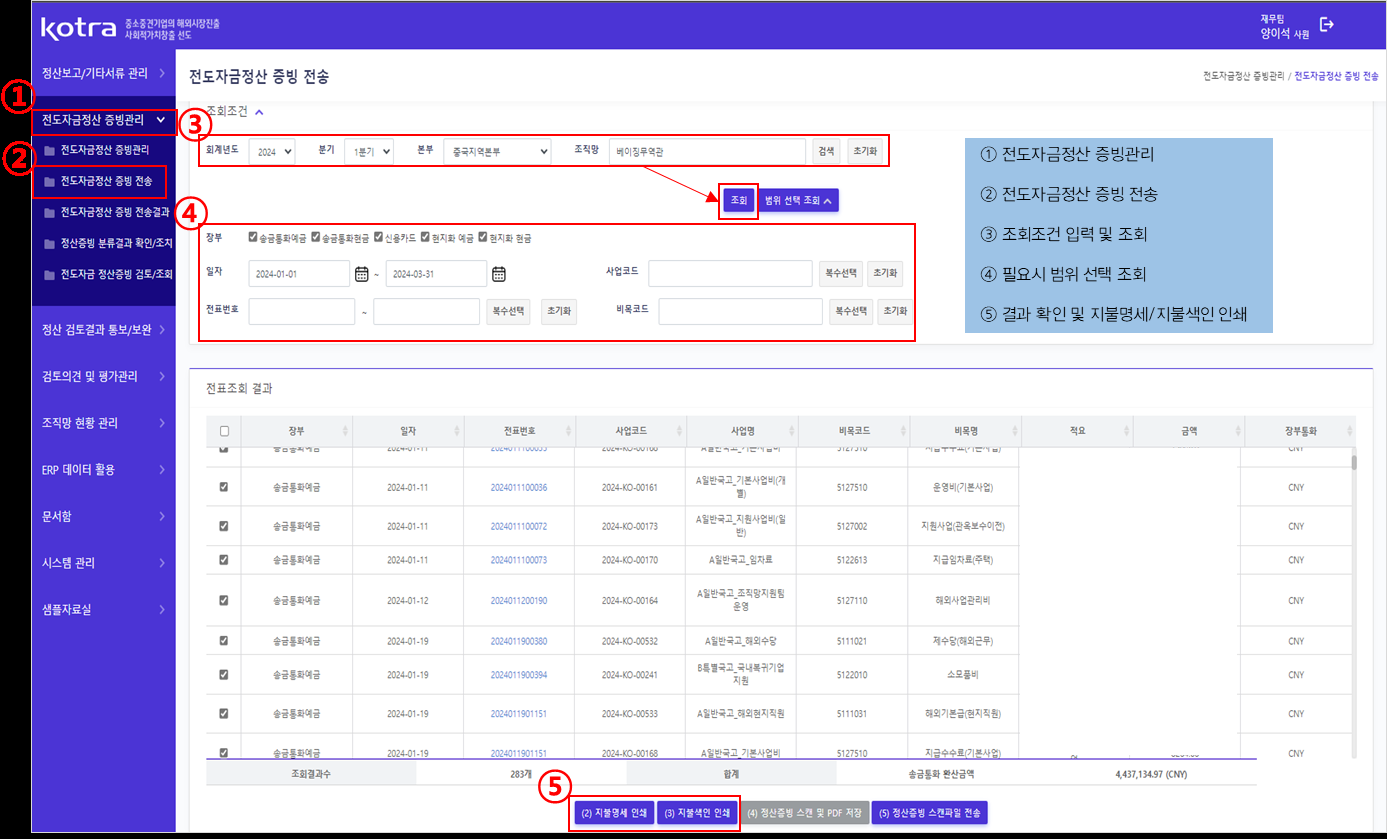 kotra 중소중견기업의 해외시장진출
사회적가치창출 선도
재무팀
양이석 사원
정산보고/기타서류 관리
전도자금정산 증빙 전송
전도자금정산 증빙관리 / 전도자금정산 증빙 전송
①
전도자금정산 증빙관리
②
전도자금정산 증빙관리
전도자금정산 증빙 전송
전도자금정산 증빙 전송결과
정산증빙 분류결과 확인/조치
전도자금 정산증빙 검토/조회
정산 검토결과 통보/보완
검토의견 및 평가관리
조직망 현황 관리
ERP 데이터 활용
문서함
시스템 관리
샘플자료실
조회조건
③
회계년도 2024 분기 1분기 본부 중국지역본부 조직망 베이징무역관 검색 초기화
조회 범위 선택 조회
④
장부 송금통화예금 송금통화현금 신용카드 현지화 예금 현지화 현금
일자 2024-01-01 ~ 2024-03-31 사업코드 복수선택 초기화
전표번호 ~ 복수선택 초기화 비목코드 복수선택 초기화
① 전도자금정산 증빙관리
② 전도자금정산 증빙 전송
③ 조회조건 입력 및 조회
④ 필요시 범위 선택 조회
⑤ 결과 확인 및 지불명세/지불색인 인쇄
전표조회 결과
장부 일자 전표번호 사업코드 사업명 비목코드 비목명 적요 금액 장부통화
송금통화예금 2024-01-11 A일반국고_기본사업비 5127510 지급수수료(기본사업) CNY
송금통화예금 2024-01-11 2024011100036 2024-KO-00161 A일반국고_기본사업비(개별) 5127510 운영비(기본사업) CNY
송금통화예금 2024-01-11 2024011100072 2024-KO-00173 A일반국고_지원사업비(일반) 5127002 지원사업(관옥보수이전) CNY
송금통화예금 2024-01-11 2024011100073 2024-KO-00170 A일반국고_임차료 5122613 지급임차료(주택) CNY
송금통화예금 2024-01-12 2024011200190 2024-KO-00164 A일반국고_조직망지원팀운영 5127110 해외사업관리비 CNY
송금통화예금 2024-01-19 2024011900380 2024-KO-00532 A일반국고_해외수당 5111021 제수당(해외근무) CNY
송금통화예금 2024-01-19 2024011900394 2024-KO-00241 B특별국고_국내복귀기업지원 5122010 소모품비 CNY
송금통화예금 2024-01-19 2024011901151 2024-KO-00533 A일반국고_해외현지직원 5111031 해외기본급(현지직원) CNY
송금통화예금 2024-01-19 2024011901151 2024-KO-00168 A일반국고_기본사업비 5127510 지급수수료(기본사업) CNY
조회결과수 283개 합계 송금통화 환산금액 4,437,134.97 (CNY)
⑤
(2) 지불명세 인쇄 (3) 지불색인 인쇄 (4) 정산증빙 스캔 및 PDF 저장 (5) 정산증빙 스캔파일 전송